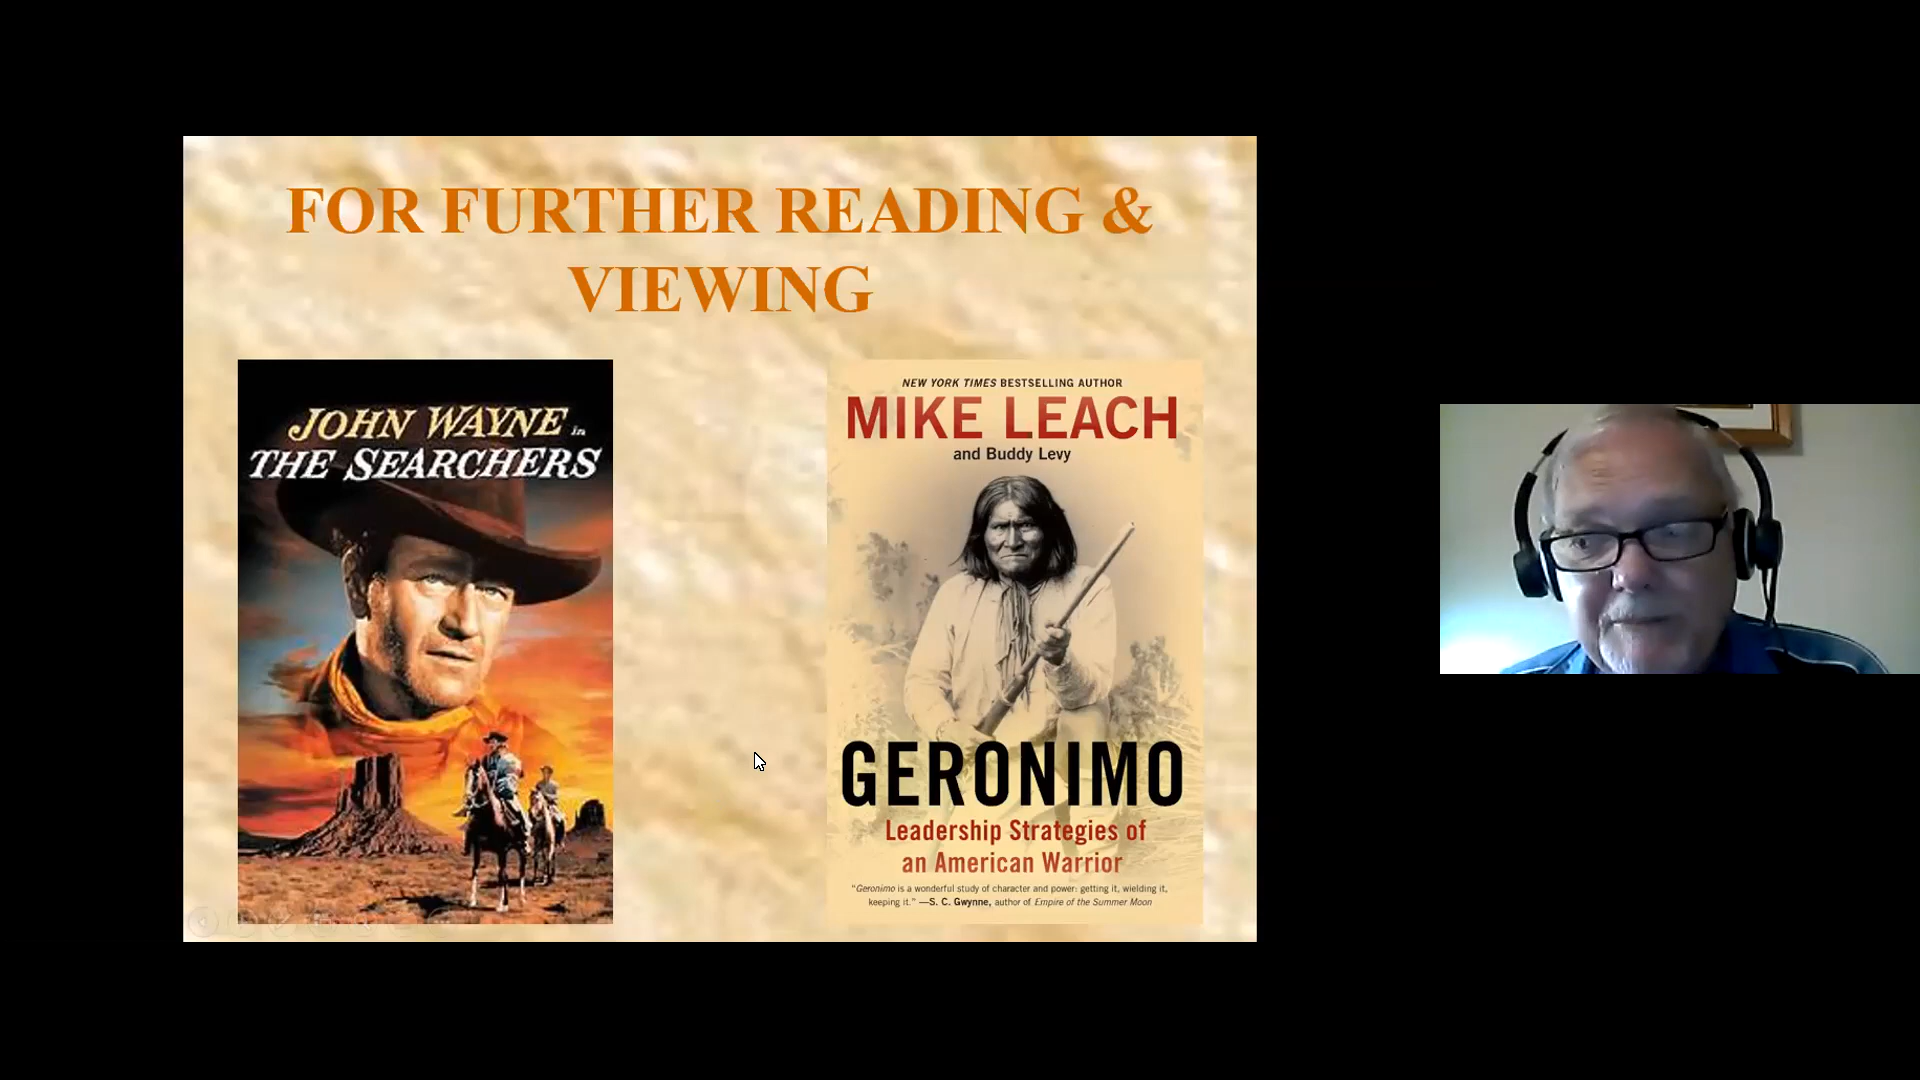 FOR FURTHER READING &
VIEWING
JOHN WAYNE in
THE SEARCHERS
NEW YORK TIMES BESTSELLING AUTHOR
MIKE LEACH
and Buddy Levy
GERONIMO
Leadership Strategies of
an American Warrior
"Geronimo is a wonderful study of character and power: getting it, wielding it,
keeping it." —S. C. Gwynne, author of Empire of the Summer Moon